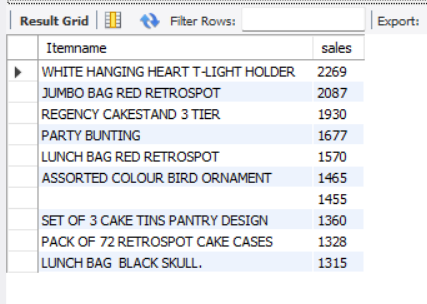 Result Grid Filter Rows: Export:
Itemname sales
WHITE HANGING HEART T-LIGHT HOLDER 2269
JUMBO BAG RED RETROSPOT 2087
REGENCY CAKESTAND 3 TIER 1930
PARTY BUNTING 1677
LUNCH BAG RED RETROSPOT 1570
ASSORTED COLOUR BIRD ORNAMENT 1465
1455
SET OF 3 CAKE TINS PANTRY DESIGN 1360
PACK OF 72 RETROSPOT CAKE CASES 1328
LUNCH BAG  BLACK SKULL. 1315